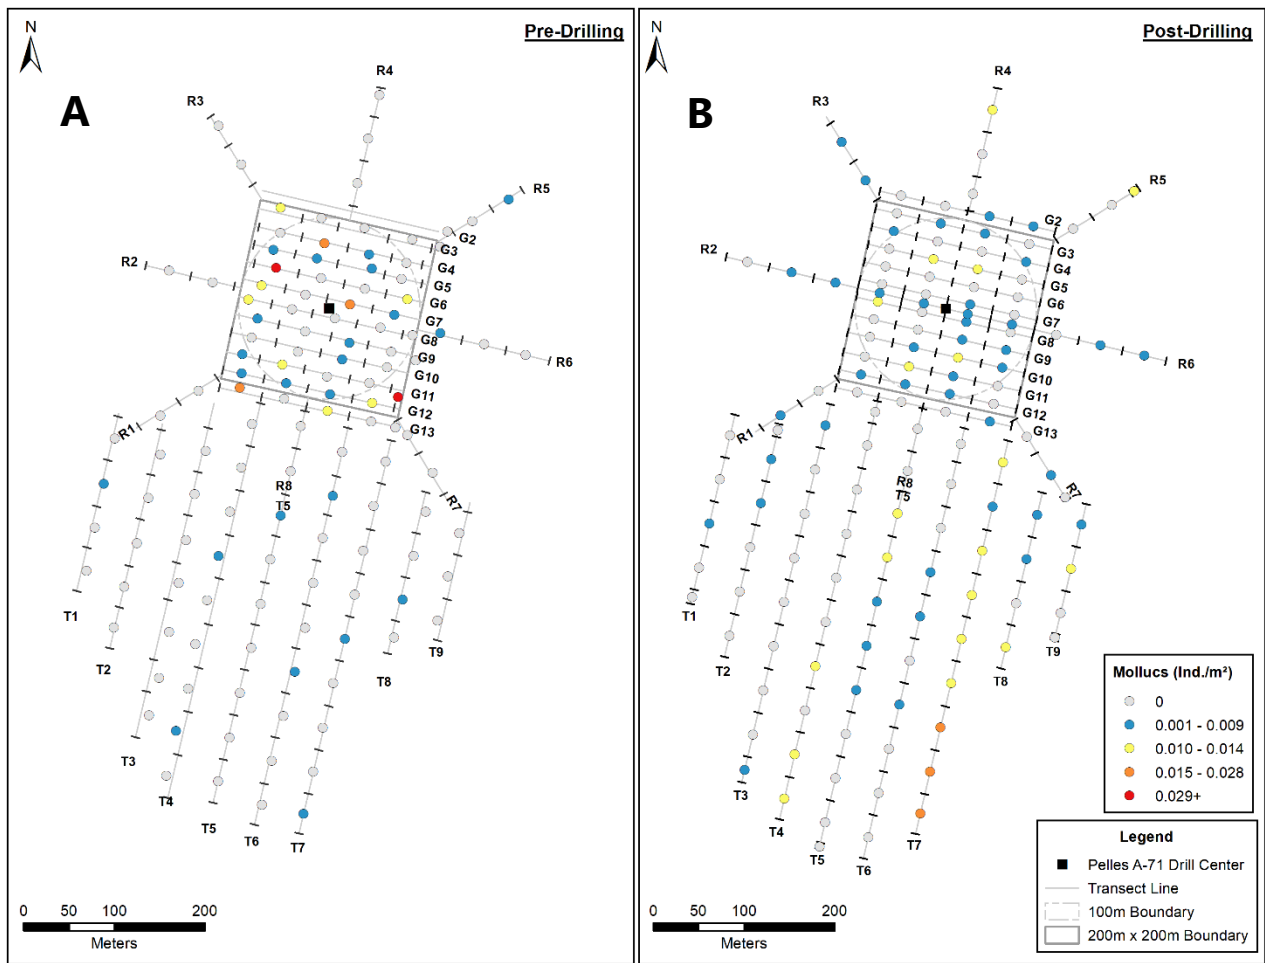 N
Pre-Drilling
A
R4
R3
R5
G2
G3
R2
G4
G5
G6
G7
G8
R6
G9
G10
G11
G12
G13
R1
R8
T5
R7
T1
T2
T9
T8
T3
T4
T5
T6
T7
0 50 100 200
Meters
N
Post-Drilling
B
R4
R3
R5
G2
G3
R2
G4
G5
G6
G7
G8
R6
G9
G10
G11
G12
G13
R1
R8
T5
R7
T1
T2
T9
T8
T3
T4
T5
T6
T7
0 50 100 200
Meters
Mollucs (Ind./m²)
0
0.001 - 0.009
0.010 - 0.014
0.015 - 0.028
0.029+
Legend
Pelles A-71 Drill Center
Transect Line
100m Boundary
200m x 200m Boundary